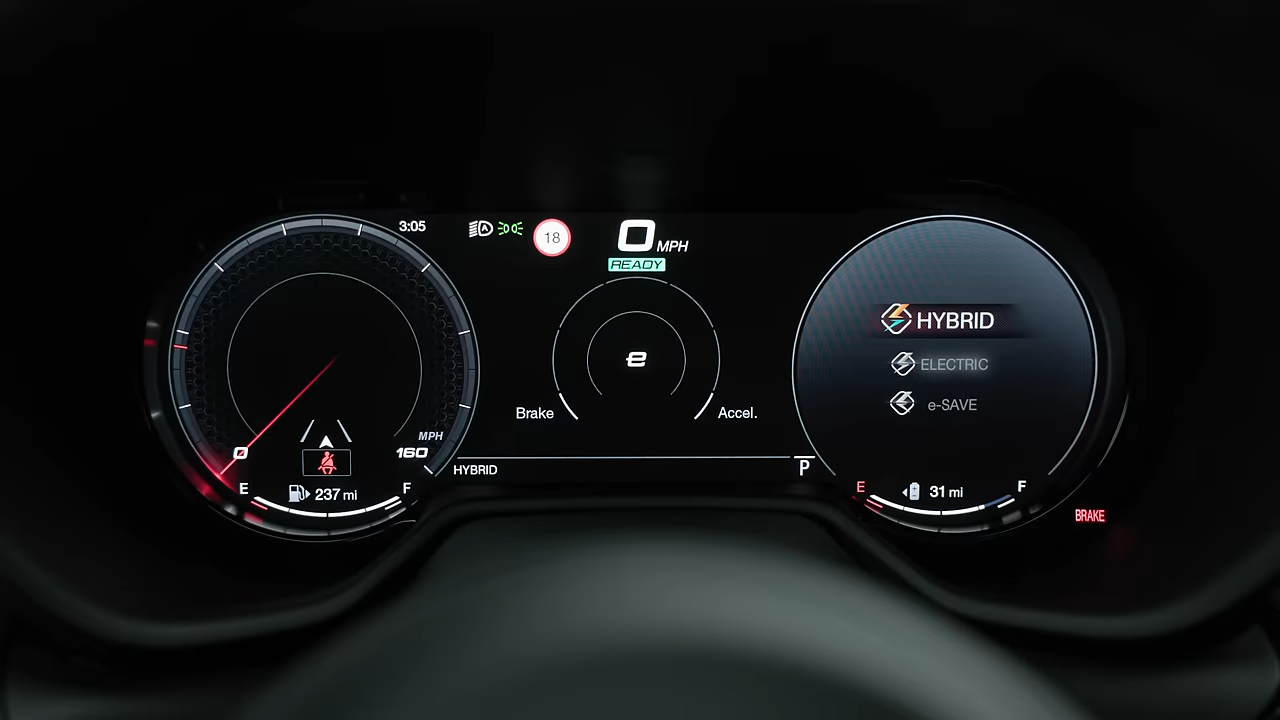 3:05
18
0 MPH
READY
HYBRID
ELECTRIC
e-SAVE
e
Brake
Accel.
MPH
0
160
HYBRID
P
E
237 mi
F
E
31 mi
F
BRAKE